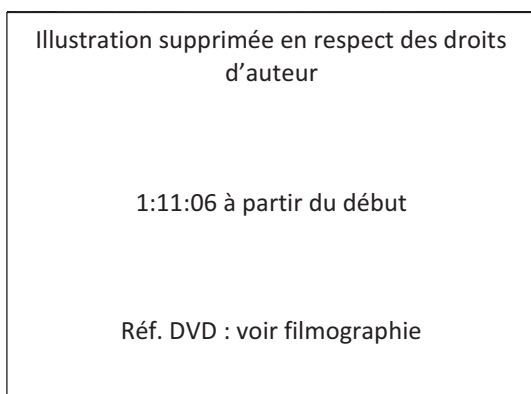 Illustration supprimée en respect des droits
d’auteur
1:11:06 à partir du début
Réf. DVD : voir filmographie